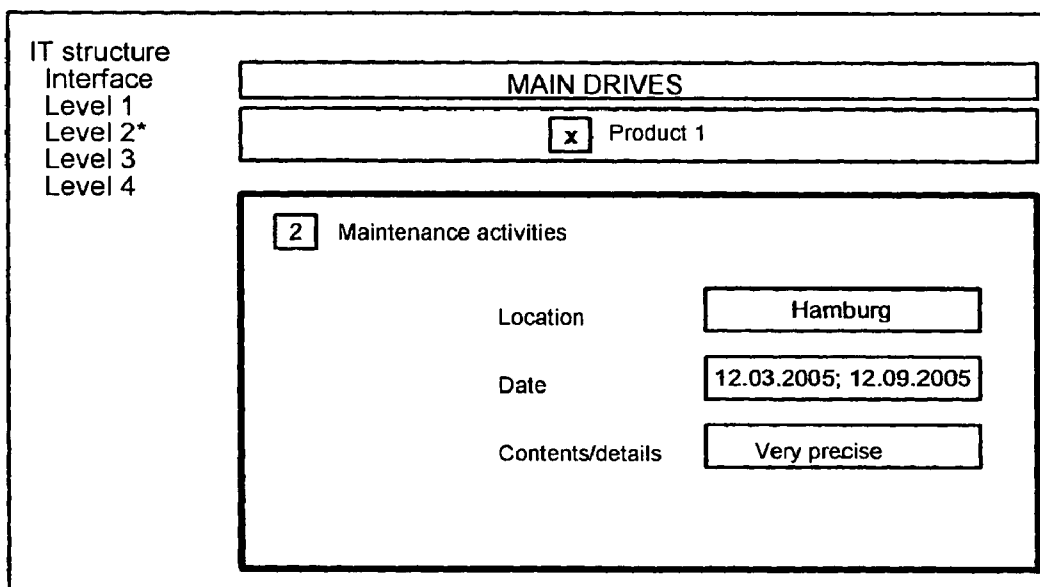 IT structure
Interface
Level 1
Level 2*
Level 3
Level 4
MAIN DRIVES
x Product 1
2 Maintenance activities
Location Hamburg
Date 12.03.2005; 12.09.2005
Contents/details Very precise